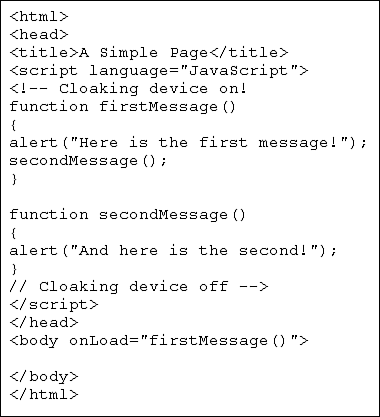 <html>
<head>
<title>A Simple Page</title>
<script language="JavaScript">
<!-- Cloaking device on!
function firstMessage()
{
alert("Here is the first message!");
secondMessage();
}

function secondMessage()
{
alert("And here is the second!");
}
// Cloaking device off -->
</script>
</head>
<body onLoad="firstMessage()">

</body>
</html>